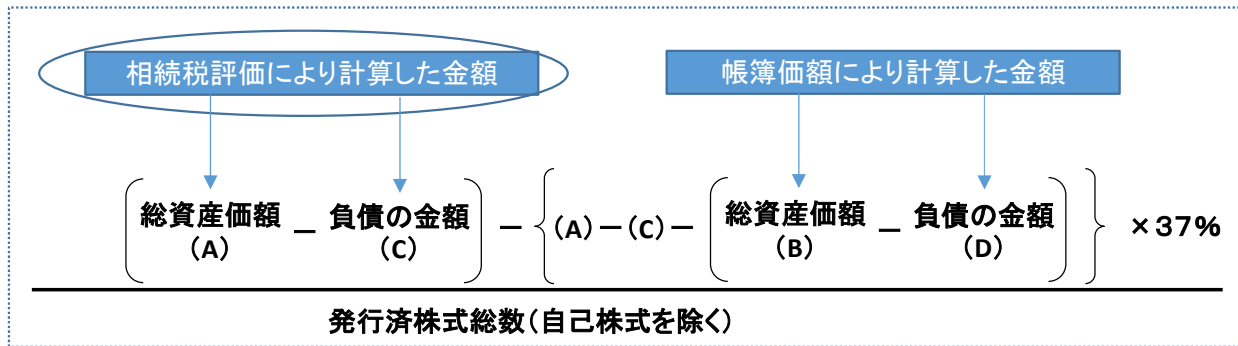 相続税評価により計算した金額 帳簿価額により計算した金額
総資産価額 － 負債の金額 － (A)－(C)－ 総資産価額 － 負債の金額 ×37%
(A) (C) (B) (D)
発行済株式総数(自己株式を除く)